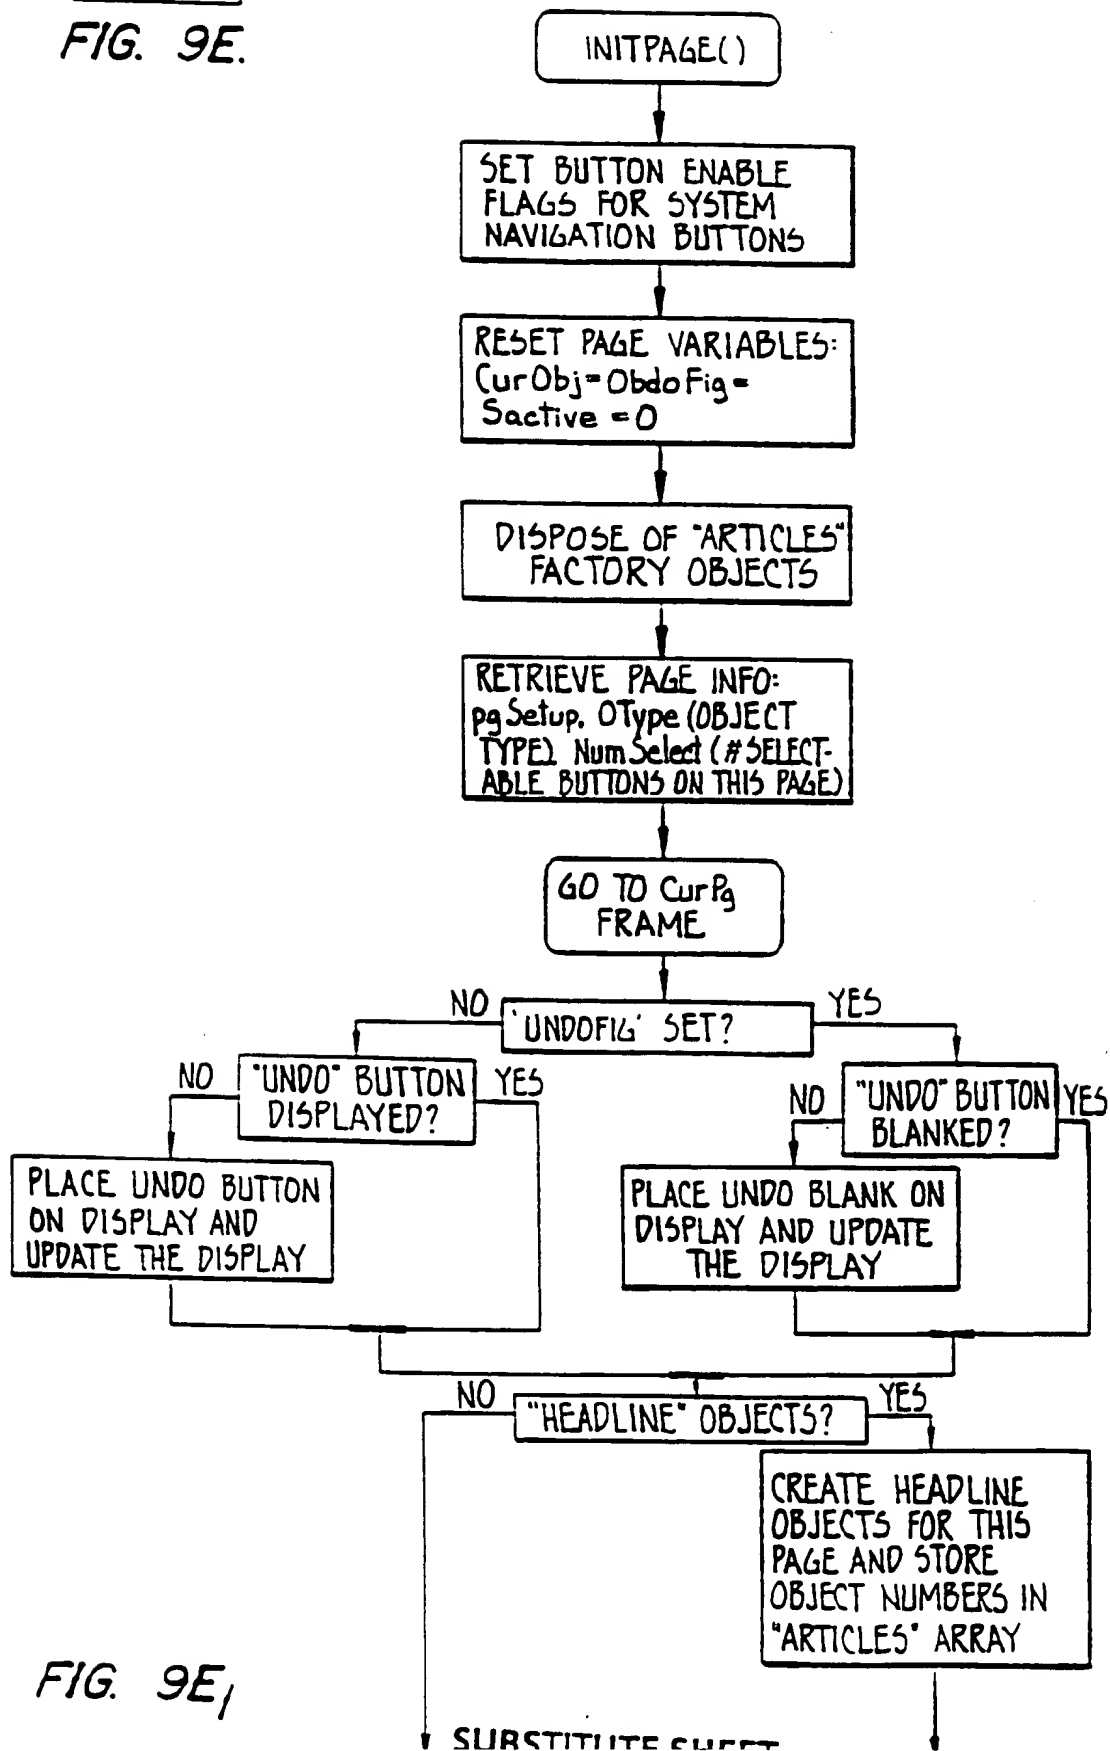 FIG. 9E.
INITPAGE()
SET BUTTON ENABLE
FLAGS FOR SYSTEM
NAVIGATION BUTTONS
RESET PAGE VARIABLES:
CurObj=ObdoFig=
Sactive=0
DISPOSE OF "ARTICLES"
FACTORY OBJECTS
RETRIEVE PAGE INFO:
pgSetup. OType (OBJECT
TYPE). NumSelect (#SELECT-
ABLE BUTTONS ON THIS PAGE)
GO TO CurPg
FRAME
NO
'UNDOFIG' SET?
YES
NO
"UNDO" BUTTON
DISPLAYED?
YES
NO
"UNDO" BUTTON
BLANKED?
YES
PLACE UNDO BUTTON
ON DISPLAY AND
UPDATE THE DISPLAY
PLACE UNDO BLANK ON
DISPLAY AND UPDATE
THE DISPLAY
NO
"HEADLINE" OBJECTS?
YES
CREATE HEADLINE
OBJECTS FOR THIS
PAGE AND STORE
OBJECT NUMBERS IN
"ARTICLES" ARRAY
FIG. 9E1
SUBSTITUTE SHEET